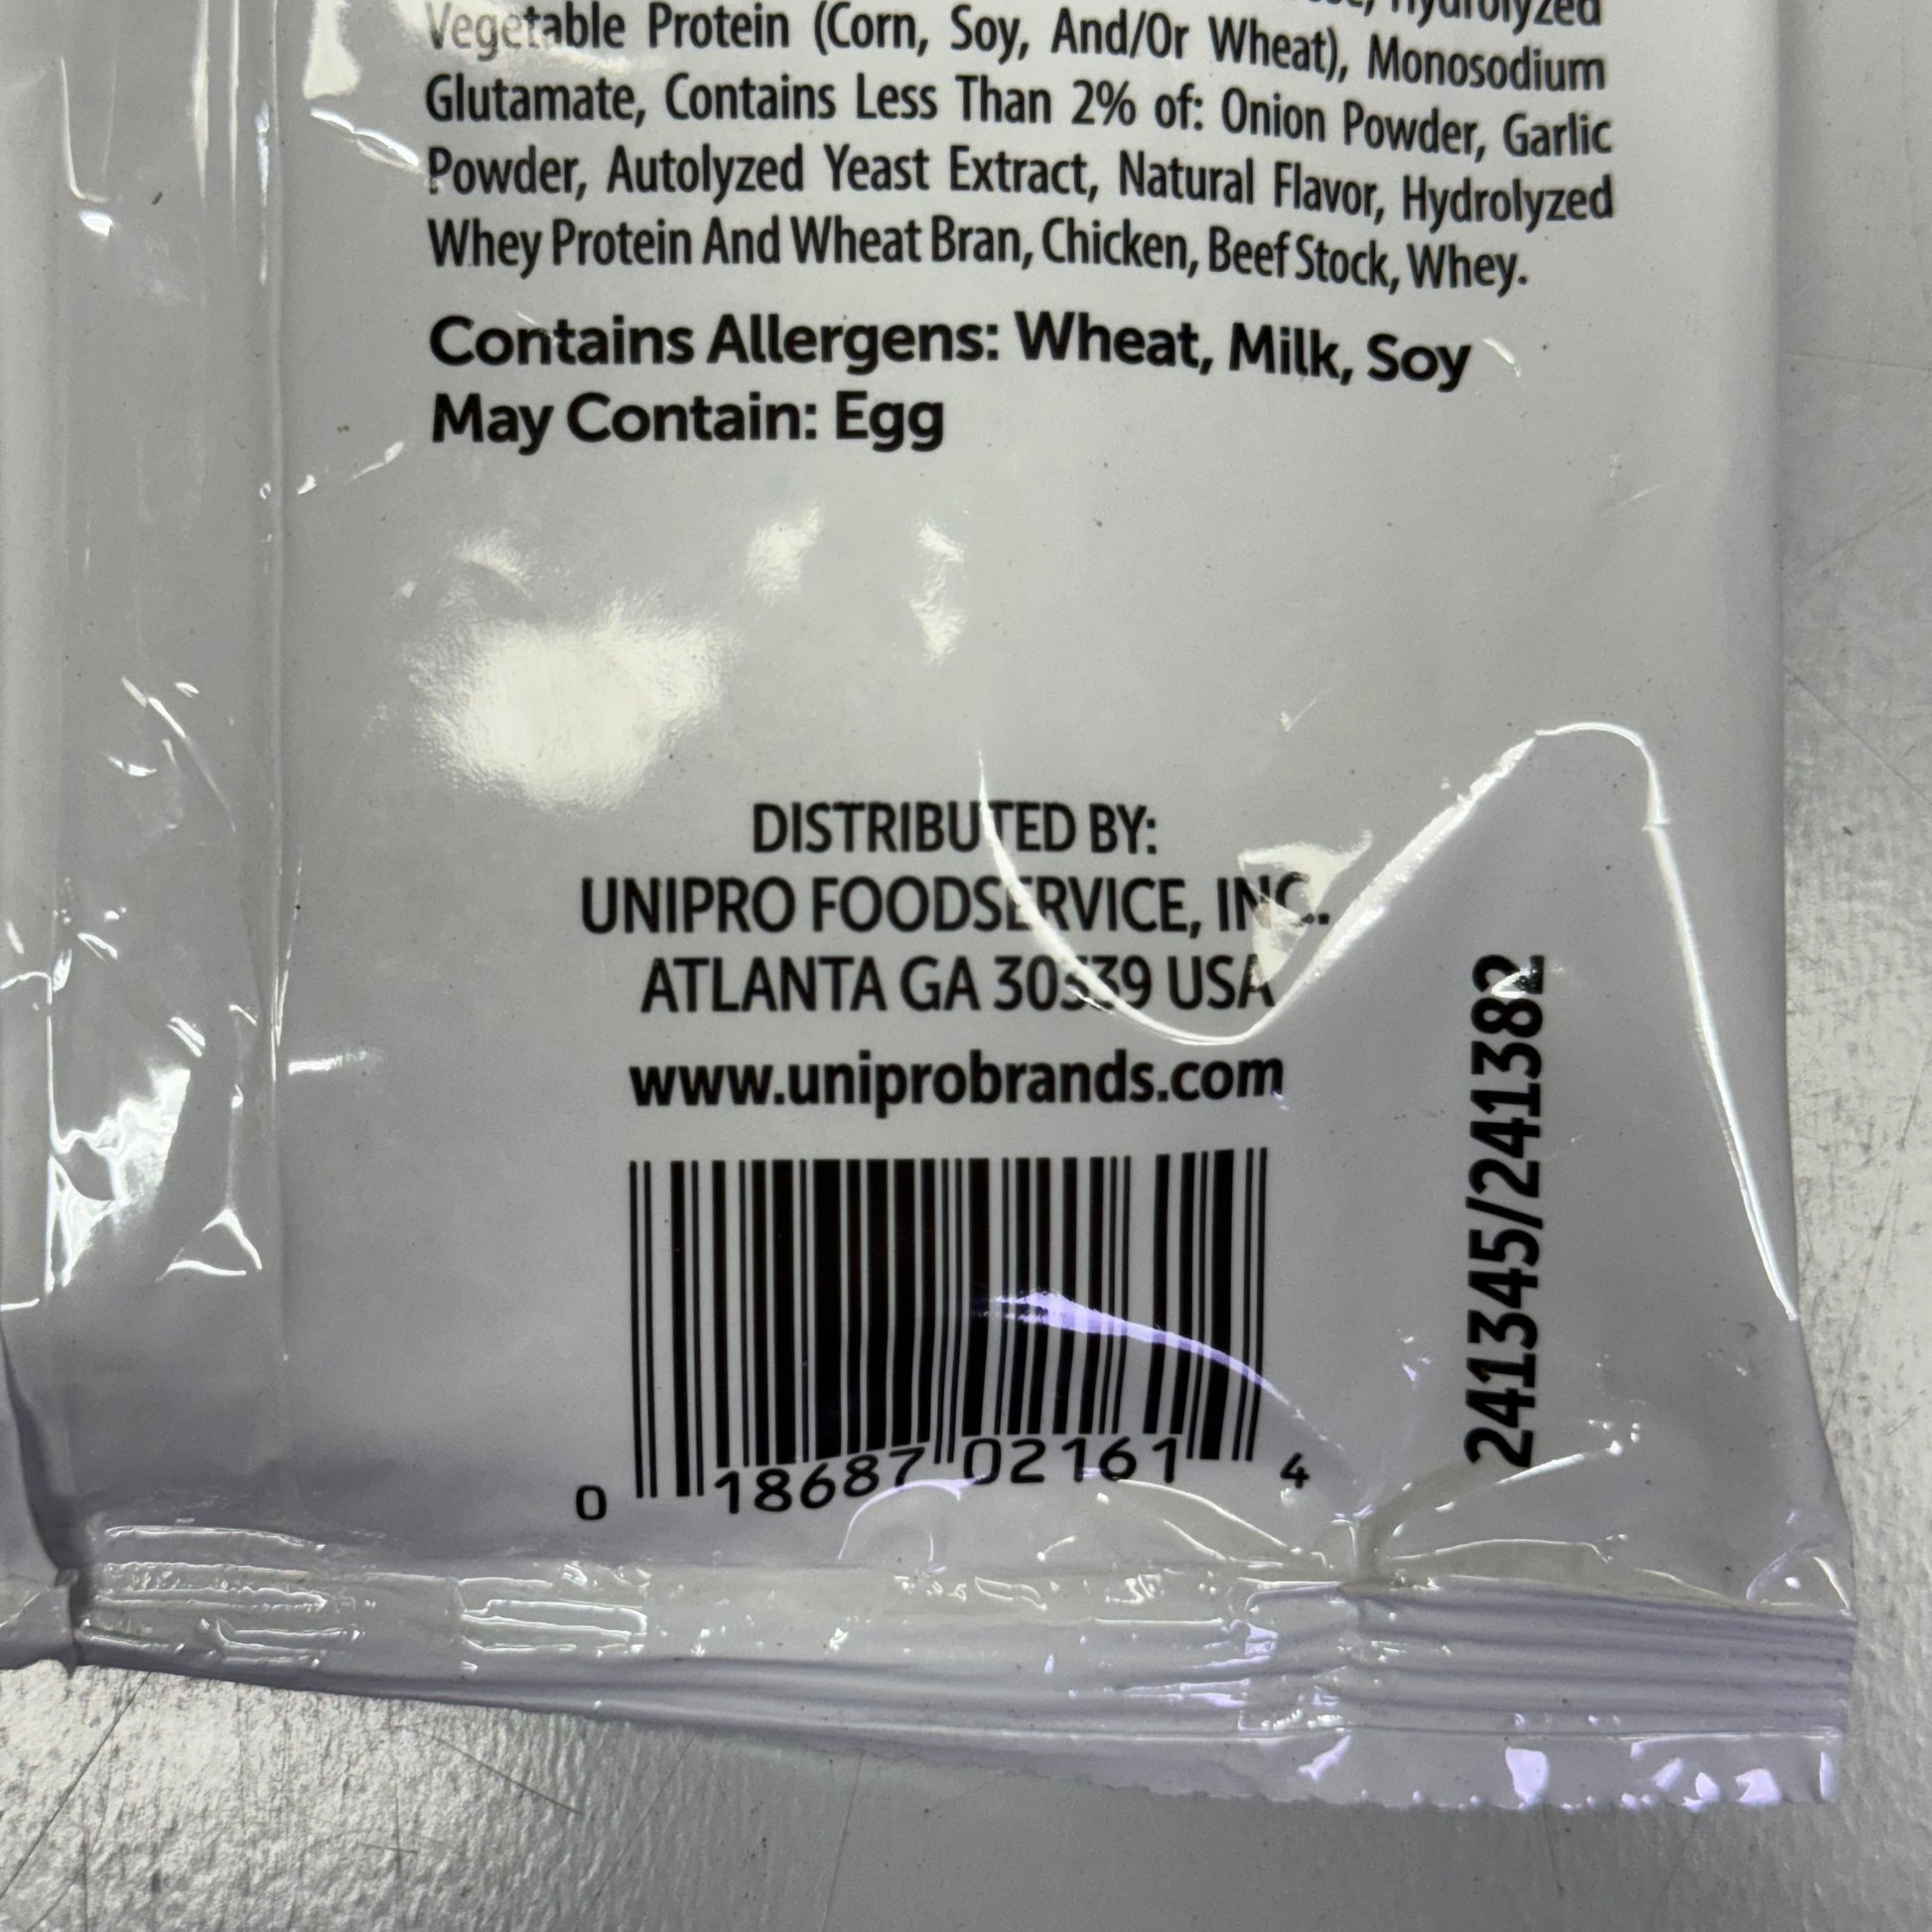 Hydrolyzed
Vegetable Protein (Corn, Soy, And/Or Wheat), Monosodium
Glutamate, Contains Less Than 2% of: Onion Powder, Garlic
Powder, Autolyzed Yeast Extract, Natural Flavor, Hydrolyzed
Whey Protein And Wheat Bran, Chicken, Beef Stock, Whey.
Contains Allergens: Wheat, Milk, Soy
May Contain: Egg
DISTRIBUTED BY:
UNIPRO FOODSERVICE, INC.
ATLANTA GA 30339 USA
www.uniprobrands.com
0 18687 02161 4
241345/241382